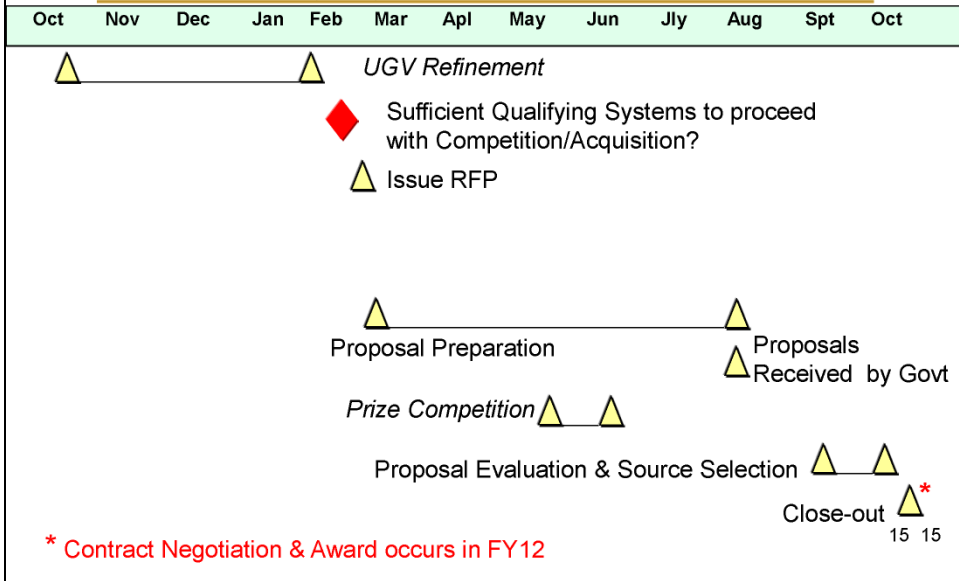 Oct Nov Dec Jan Feb Mar Apl May Jun Jly Aug Spt Oct
UGV Refinement
Sufficient Qualifying Systems to proceed
with Competition/Acquisition?
Issue RFP
Proposal Preparation
Proposals
Received by Govt
Prize Competition
Proposal Evaluation & Source Selection
Close-out *
15 15
* Contract Negotiation & Award occurs in FY12